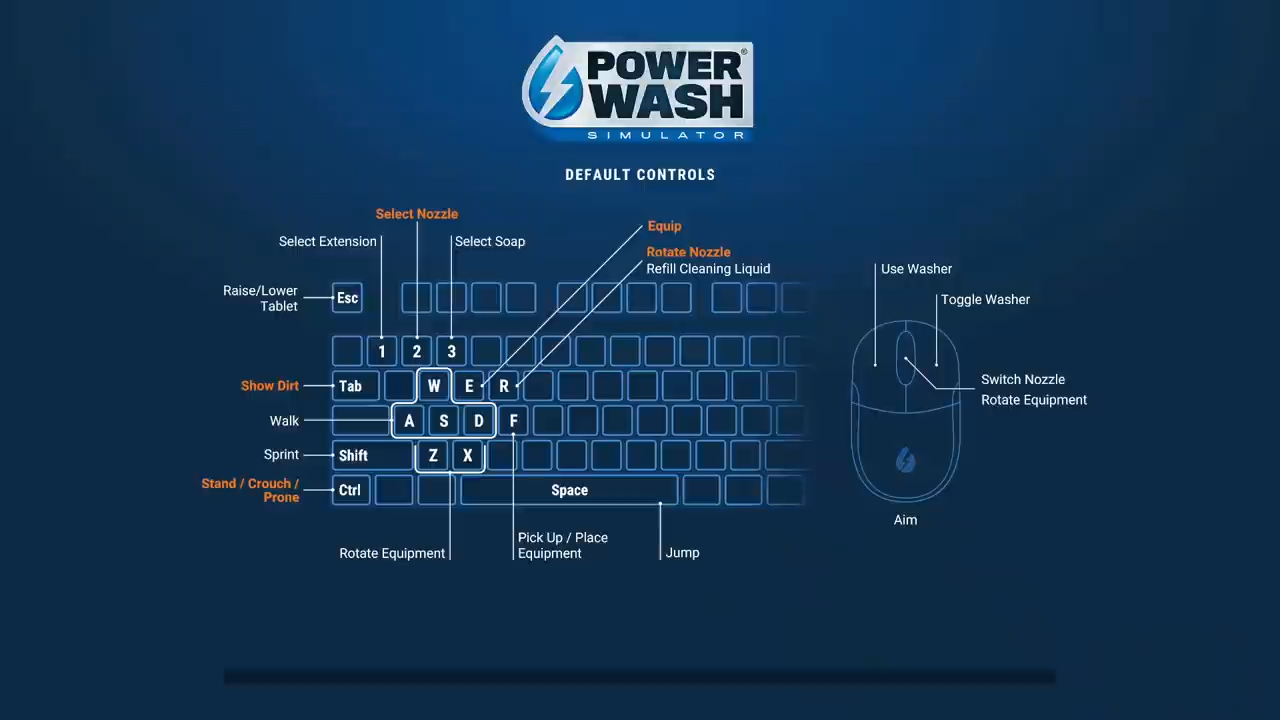 POWER®
WASH
SIMULATOR
DEFAULT CONTROLS
Select Nozzle
Select Extension
Select Soap
Equip
Rotate Nozzle
Refill Cleaning Liquid
Use Washer
Toggle Washer
Raise/Lower
Tablet
Esc
1 2 3
Show Dirt
Tab W E R
Switch Nozzle
Rotate Equipment
Walk
A S D F
Sprint
Shift Z X
Stand / Crouch /
Prone
Ctrl Space
Aim
Rotate Equipment
Pick Up / Place
Equipment
Jump